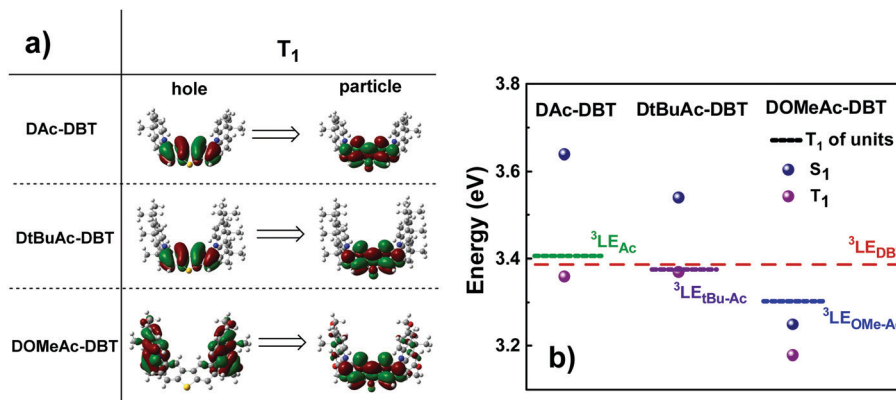 a)
T1
hole
particle
DAc-DBT
DtBuAc-DBT
DOMeAc-DBT
3.8
3.6
3.4
3.2
Energy (eV)
DAc-DBT
DtBuAc-DBT
DOMeAc-DBT
T1 of units
S1
T1
3LEAc
3LEDB
3LEtBu-Ac
3LEOMe-A
b)